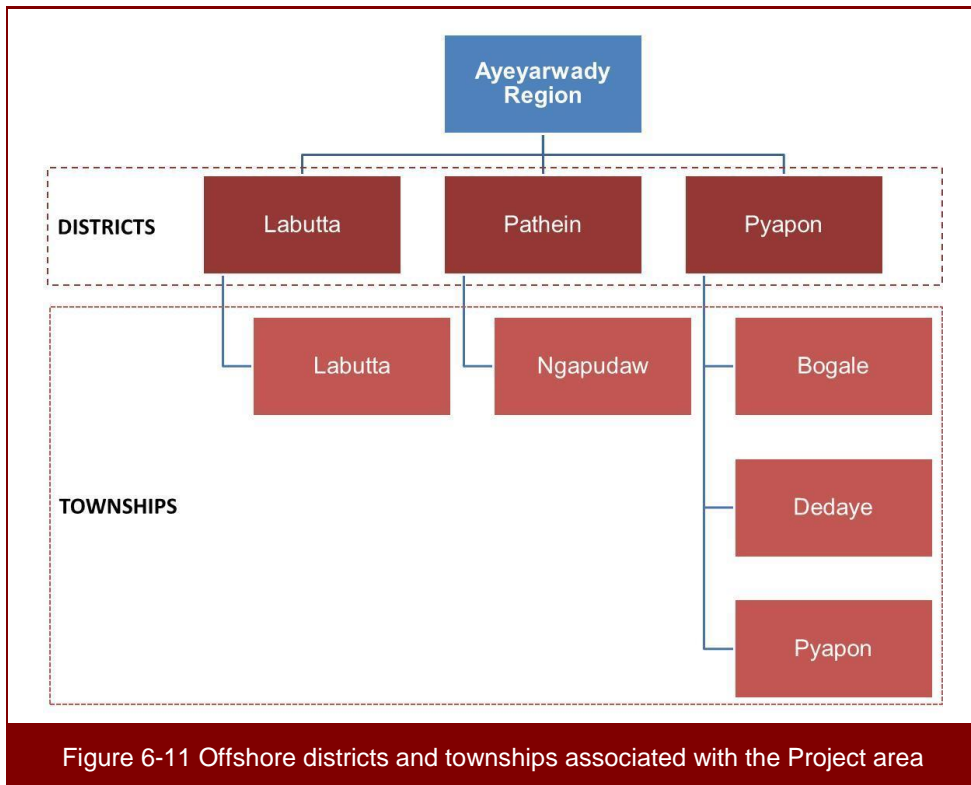 Ayeyarwady
Region
DISTRICTS
Labutta
Pathein
Pyapon
Labutta
Ngapudaw
Bogale
TOWNSHIPS
Dedaye
Pyapon
Figure 6-11 Offshore districts and townships associated with the Project area